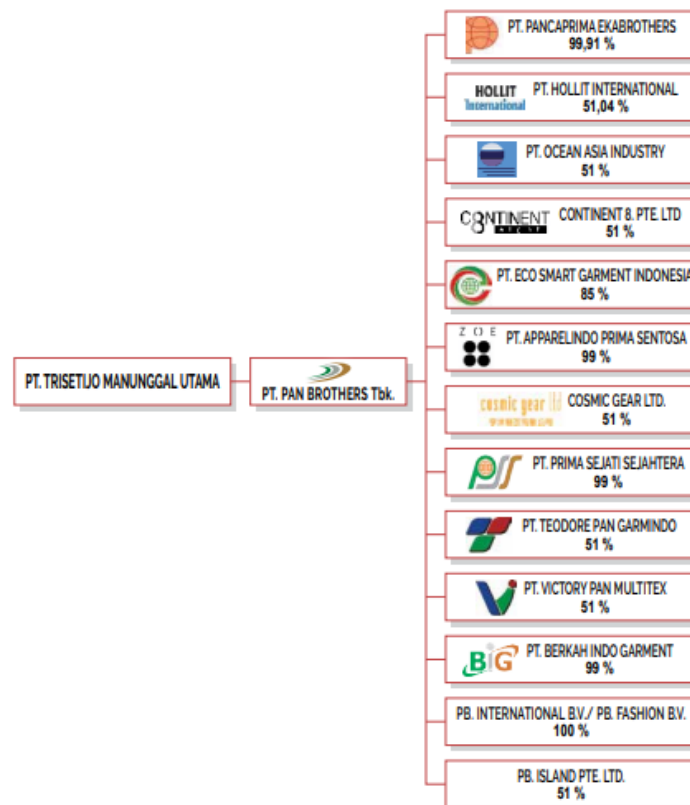 PT. TRISETIJO MANUNGGAL UTAMA
PT. PAN BROTHERS Tbk.
PT. PANCAPRIMA EKABROTHERS
99,91 %
HOLLIT
International
PT. HOLLIT INTERNATIONAL
51,04 %
PT. OCEAN ASIA INDUSTRY
51 %
CONTINENT
CONTINENT 8. PTE. LTD
51 %
PT. ECO SMART GARMENT INDONESIA
85 %
ZOE
PT. APPARELINDO PRIMA SENTOSA
99 %
cosmic gear ltd
COSMIC GEAR LTD.
51 %
PSS
PT. PRIMA SEJATI SEJAHTERA
99 %
PT. TEODORE PAN GARMINDO
51 %
PT. VICTORY PAN MULTITEX
51 %
BiG
PT. BERKAH INDO GARMENT
99 %
PB. INTERNATIONAL B.V./ PB. FASHION B.V.
100 %
PB. ISLAND PTE. LTD.
51 %